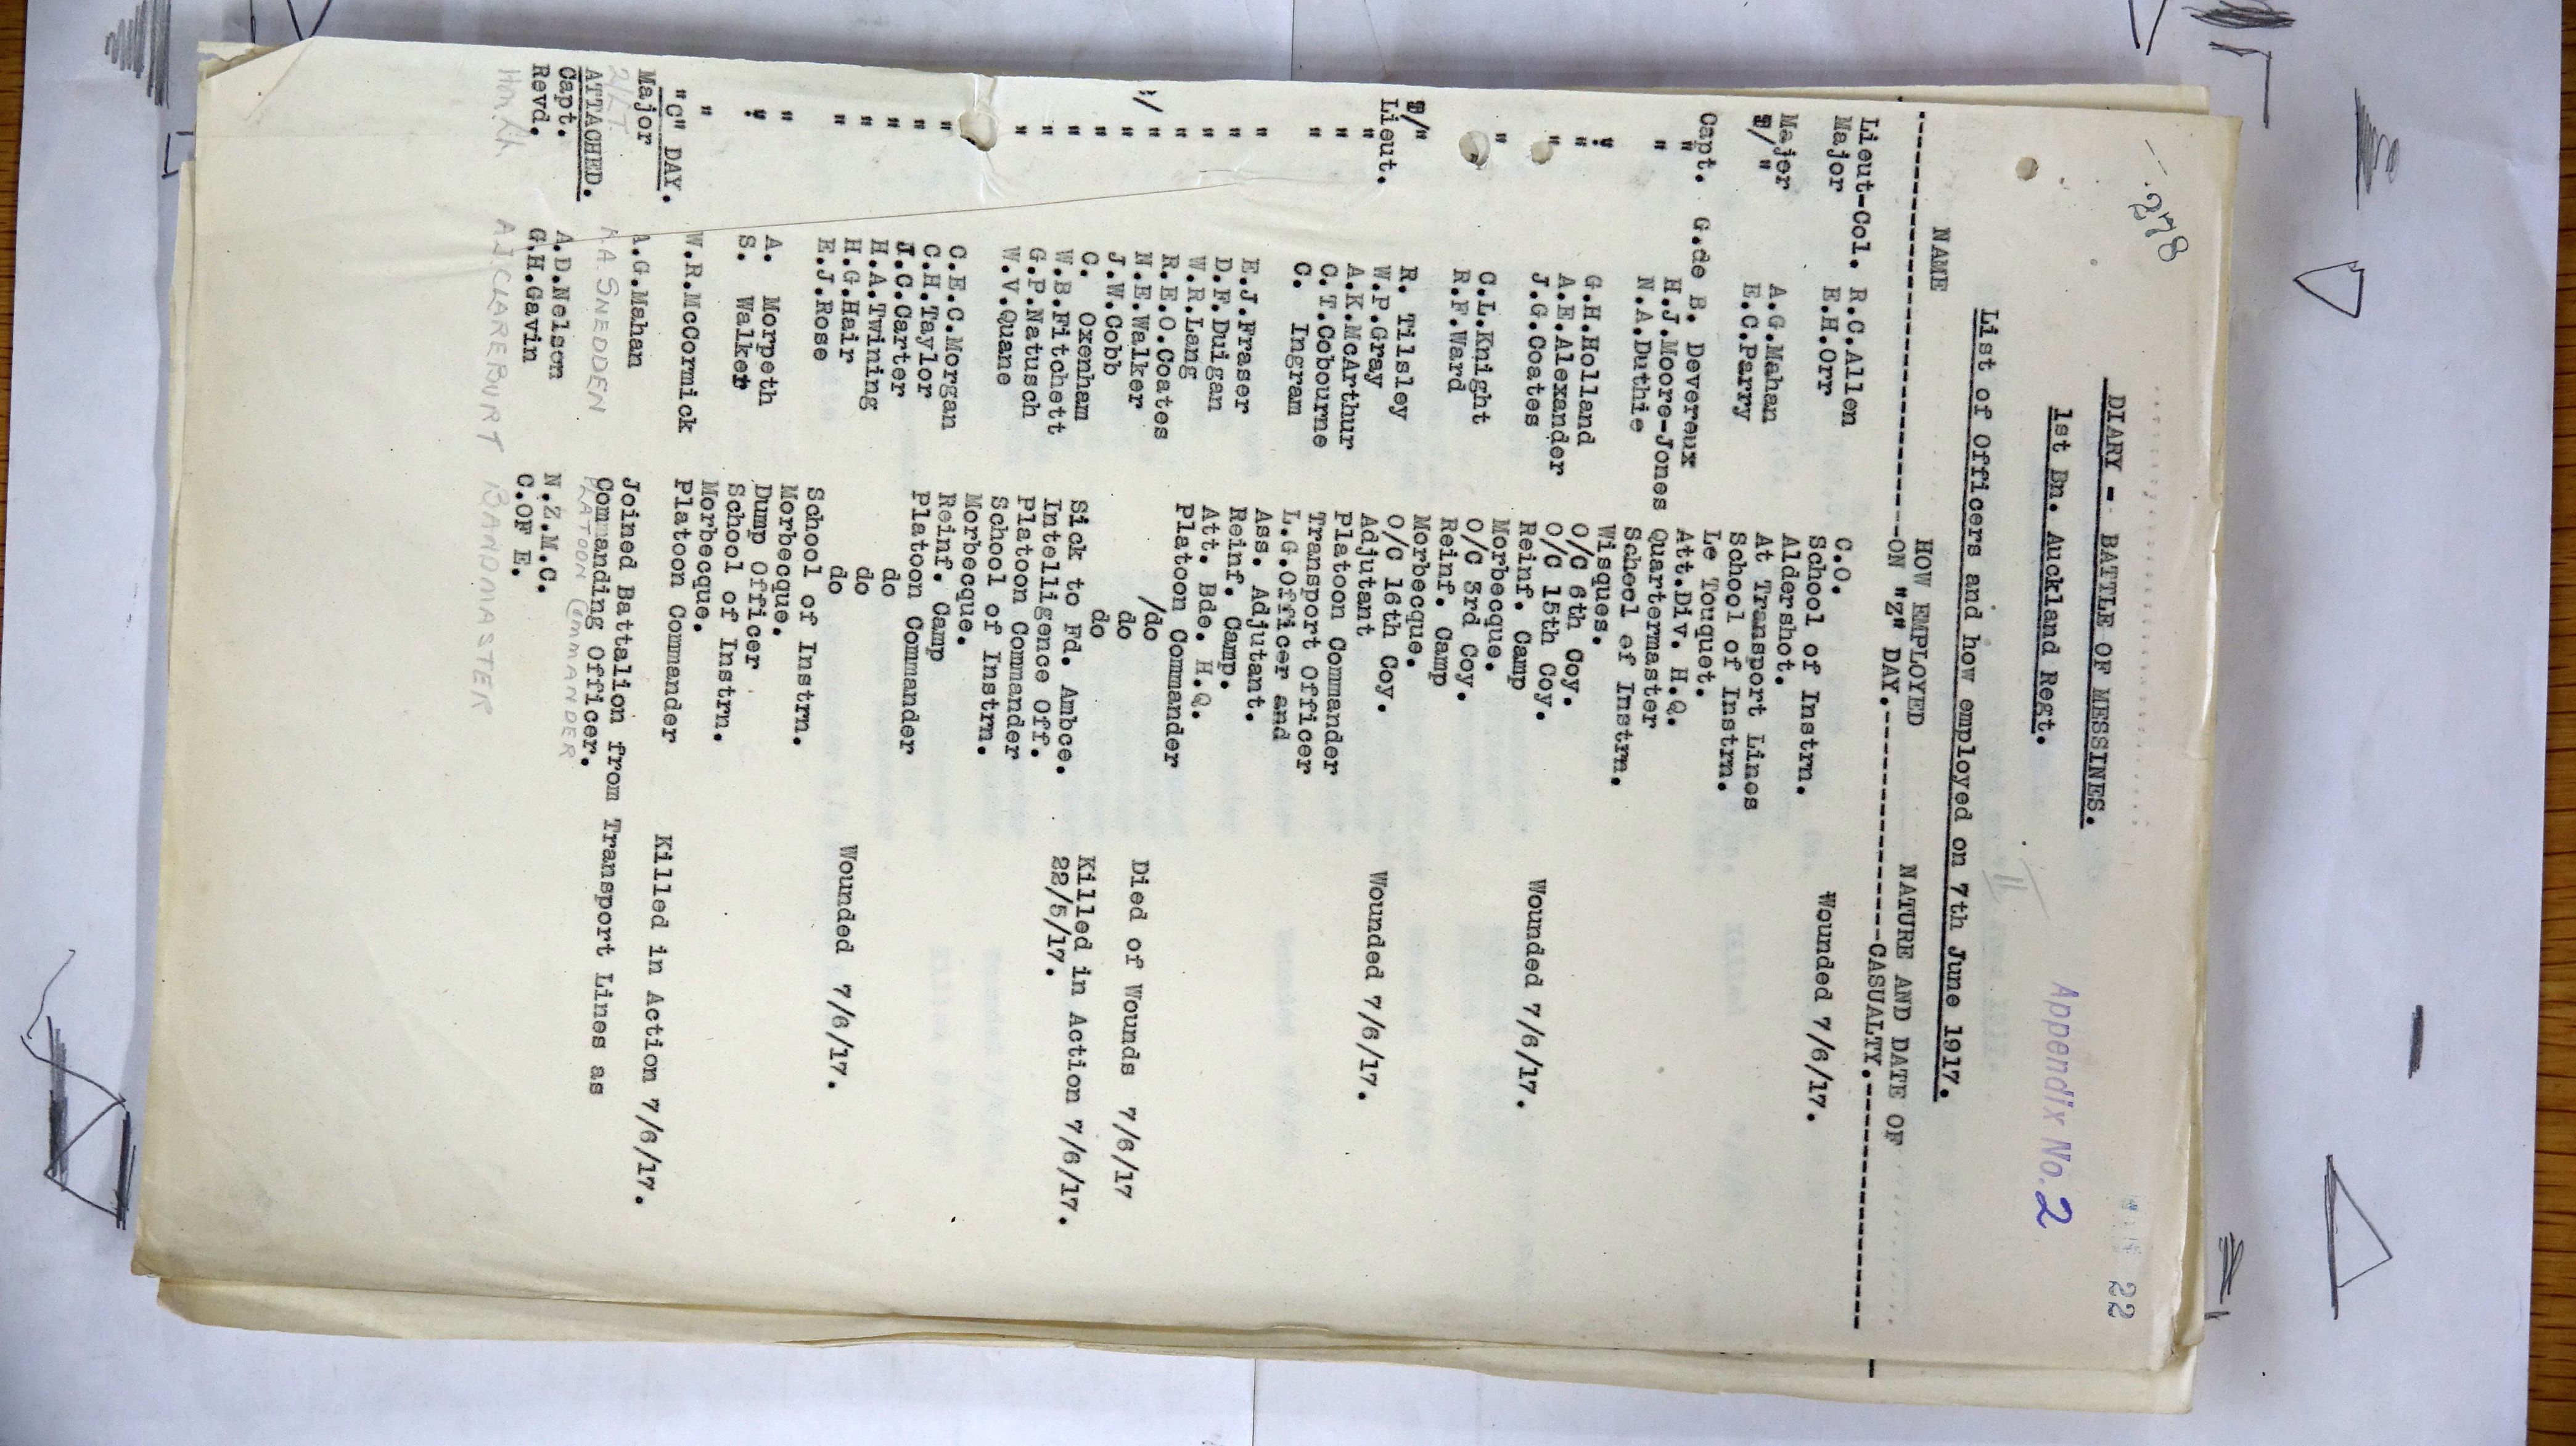 278
22
DIARY - BATTLE OF MESSINES.
1st Bn. Auckland Regt.
Appendix No. 2
II
List of Officers and how employed on 7th June 1917.
NAME HOW EMPLOYED NATURE AND DATE OF
ON "Z" DAY. CASUALTY.
Lieut-Col. R.C.Allen C.O. Wounded 7/6/17.
Major E.H.Orr School of Instrn.
Aldershot.
Major A.G.Mahan At Transport Lines
T/ " E.C.Parry School of Instrn.
Le Touquet.
Capt. G.de B. Devereux Att.Div. H.Q.
" H.J.Moore-Jones Quartermaster
" N.A.Duthie School of Instrn.
Wisques.
" G.H.Holland O/C 6th Coy.
" A.E.Alexander O/C 15th Coy. Wounded 7/6/17.
" J.G.Coates Reinf. Camp
Morbecque.
" C.L.Knight O/C 3rd Coy.
R.F.Ward Reinf. Camp
Morbecque.
T/" R. Tilsley O/C 16th Coy. Wounded 7/6/17.
Lieut. W.P.Gray Adjutant
" A.K.McArthur Platoon Commander
" C.T.Cobourne Transport Officer
" C. Ingram L.G.Officer and
Ass. Adjutant.
" E.J.Fraser Reinf. Camp.
" D.F.Duigan Att. Bde. H.Q.
" W.R.Lang Platoon Commander
" R.E.O.Coates /do Died of Wounds 7/6/17
/ " N.E.Walker do
" J.W.Cobb do Killed in Action 7/6/17.
" C. Oxenham Sick to Fd. Ambce. 22/5/17.
" W.B.Fitchett Intelligence Off.
" G.P.Natusch Platoon Commander
" W.V.Quane School of Instrn.
Morbecque.
C.E.C.Morgan Reinf. Camp
" C.H.Taylor Platoon Commander
" J.C.Carter do
" H.A.Twining do Wounded 7/6/17.
" H.G.Hair do
" E.J.Rose School of Instrn.
Morbecque.
" A. Morpeth Dump Officer
" S. Walker School of Instrn.
Morbecque.
" W.R.McCormick Platoon Commander Killed in Action 7/6/17.
"C" DAY.
Major A.G.Mahan Joined Battalion from Transport Lines as
Commanding Officer.
2/LT. A.A. SNEDDEN PLATOON COMMANDER
ATTACHED.
Capt. A.D.Nelson N.Z.M.C.
Revd. G.H.Gavin C.OF E.
Hon. Lt. A.J. CLAREBURT BANDMASTER